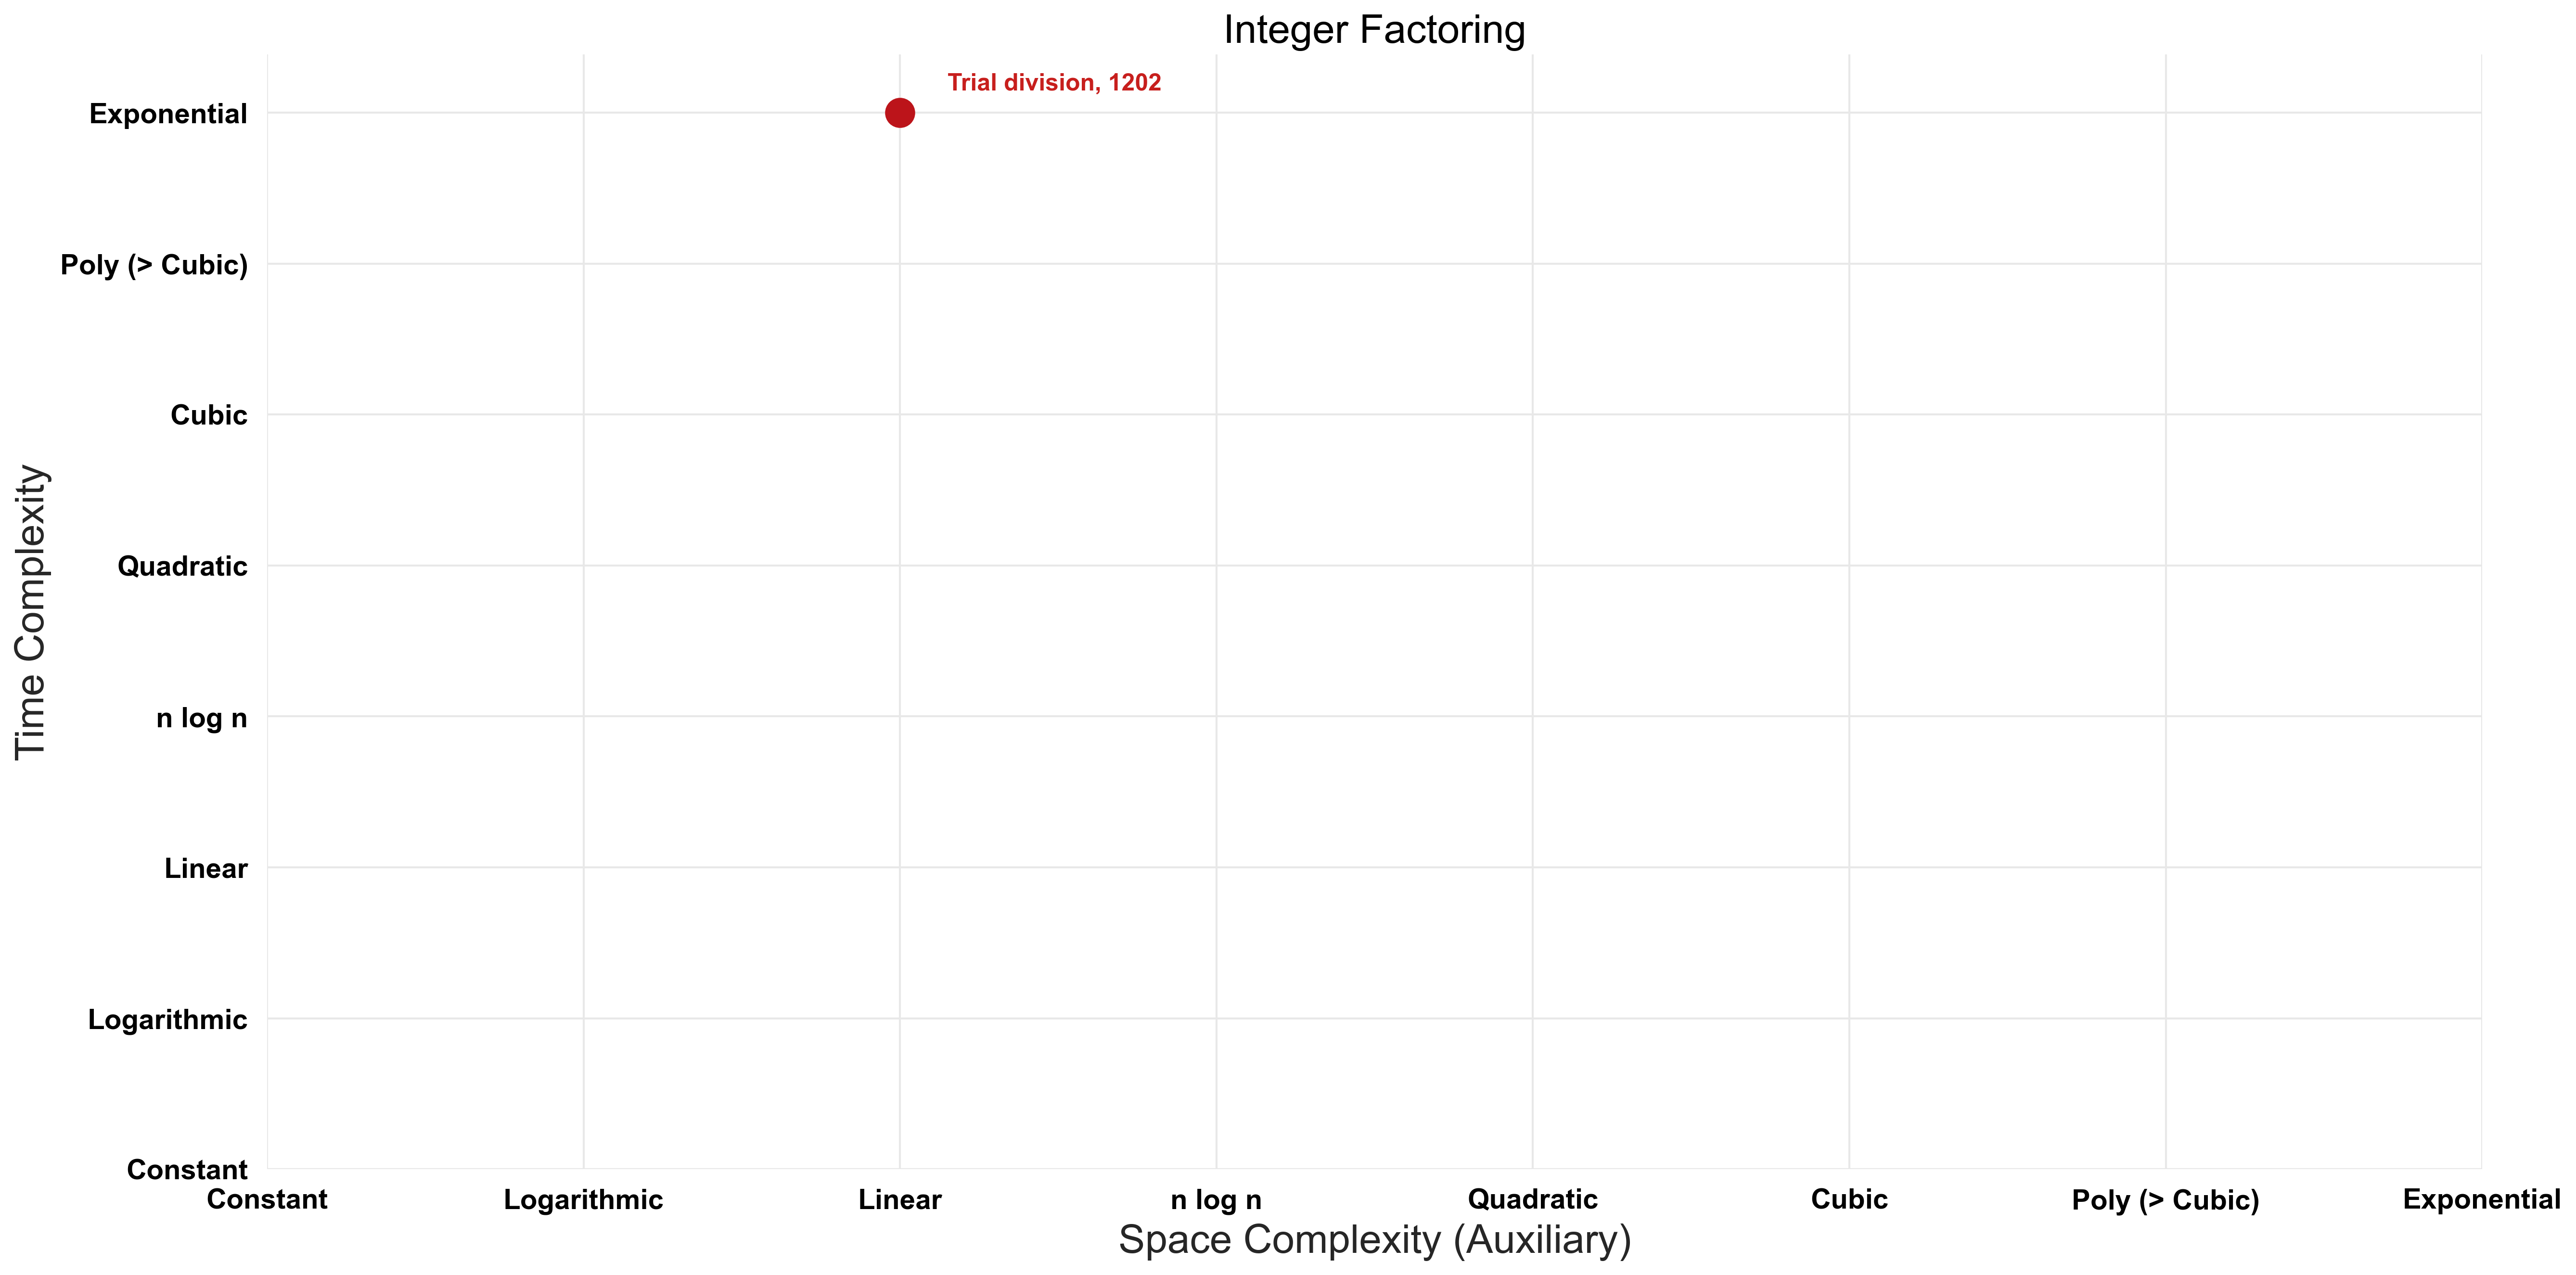 Integer Factoring
Trial division, 1202
Exponential
Poly (> Cubic)
Cubic
Quadratic
n log n
Linear
Logarithmic
Constant
Time Complexity
Constant
Logarithmic
Linear
n log n
Quadratic
Cubic
Poly (> Cubic)
Exponential
Space Complexity (Auxiliary)